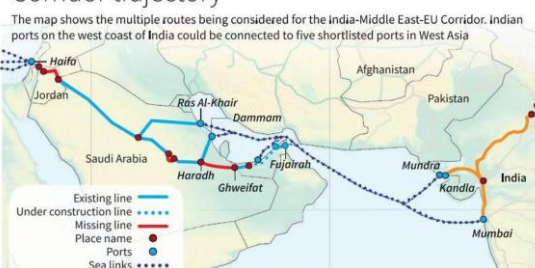 The map shows the multiple routes being considered for the India-Middle East-EU Corridor. Indian
ports on the west coast of India could be connected to five shortlisted ports in West Asia
Haifa
Jordan
Afghanistan
Pakistan
Ras Al-Khair
Dammam
Saudi Arabia
Haradh
Ghweifat
Fujairah
Mundra
Kandla
India
Mumbai
Existing line
Under construction line
Missing line
Place name
Ports
Sea links